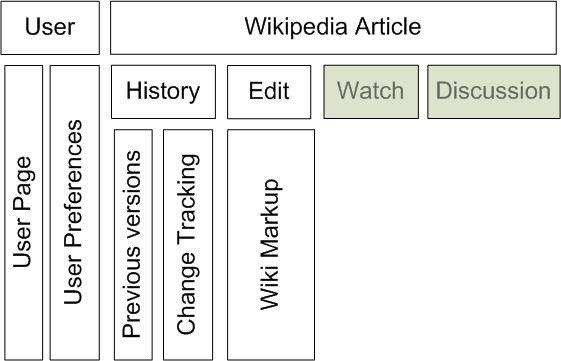 User
Wikipedia Article
History
Edit
Watch
Discussion
User Page
User Preferences
Previous versions
Change Tracking
Wiki Markup